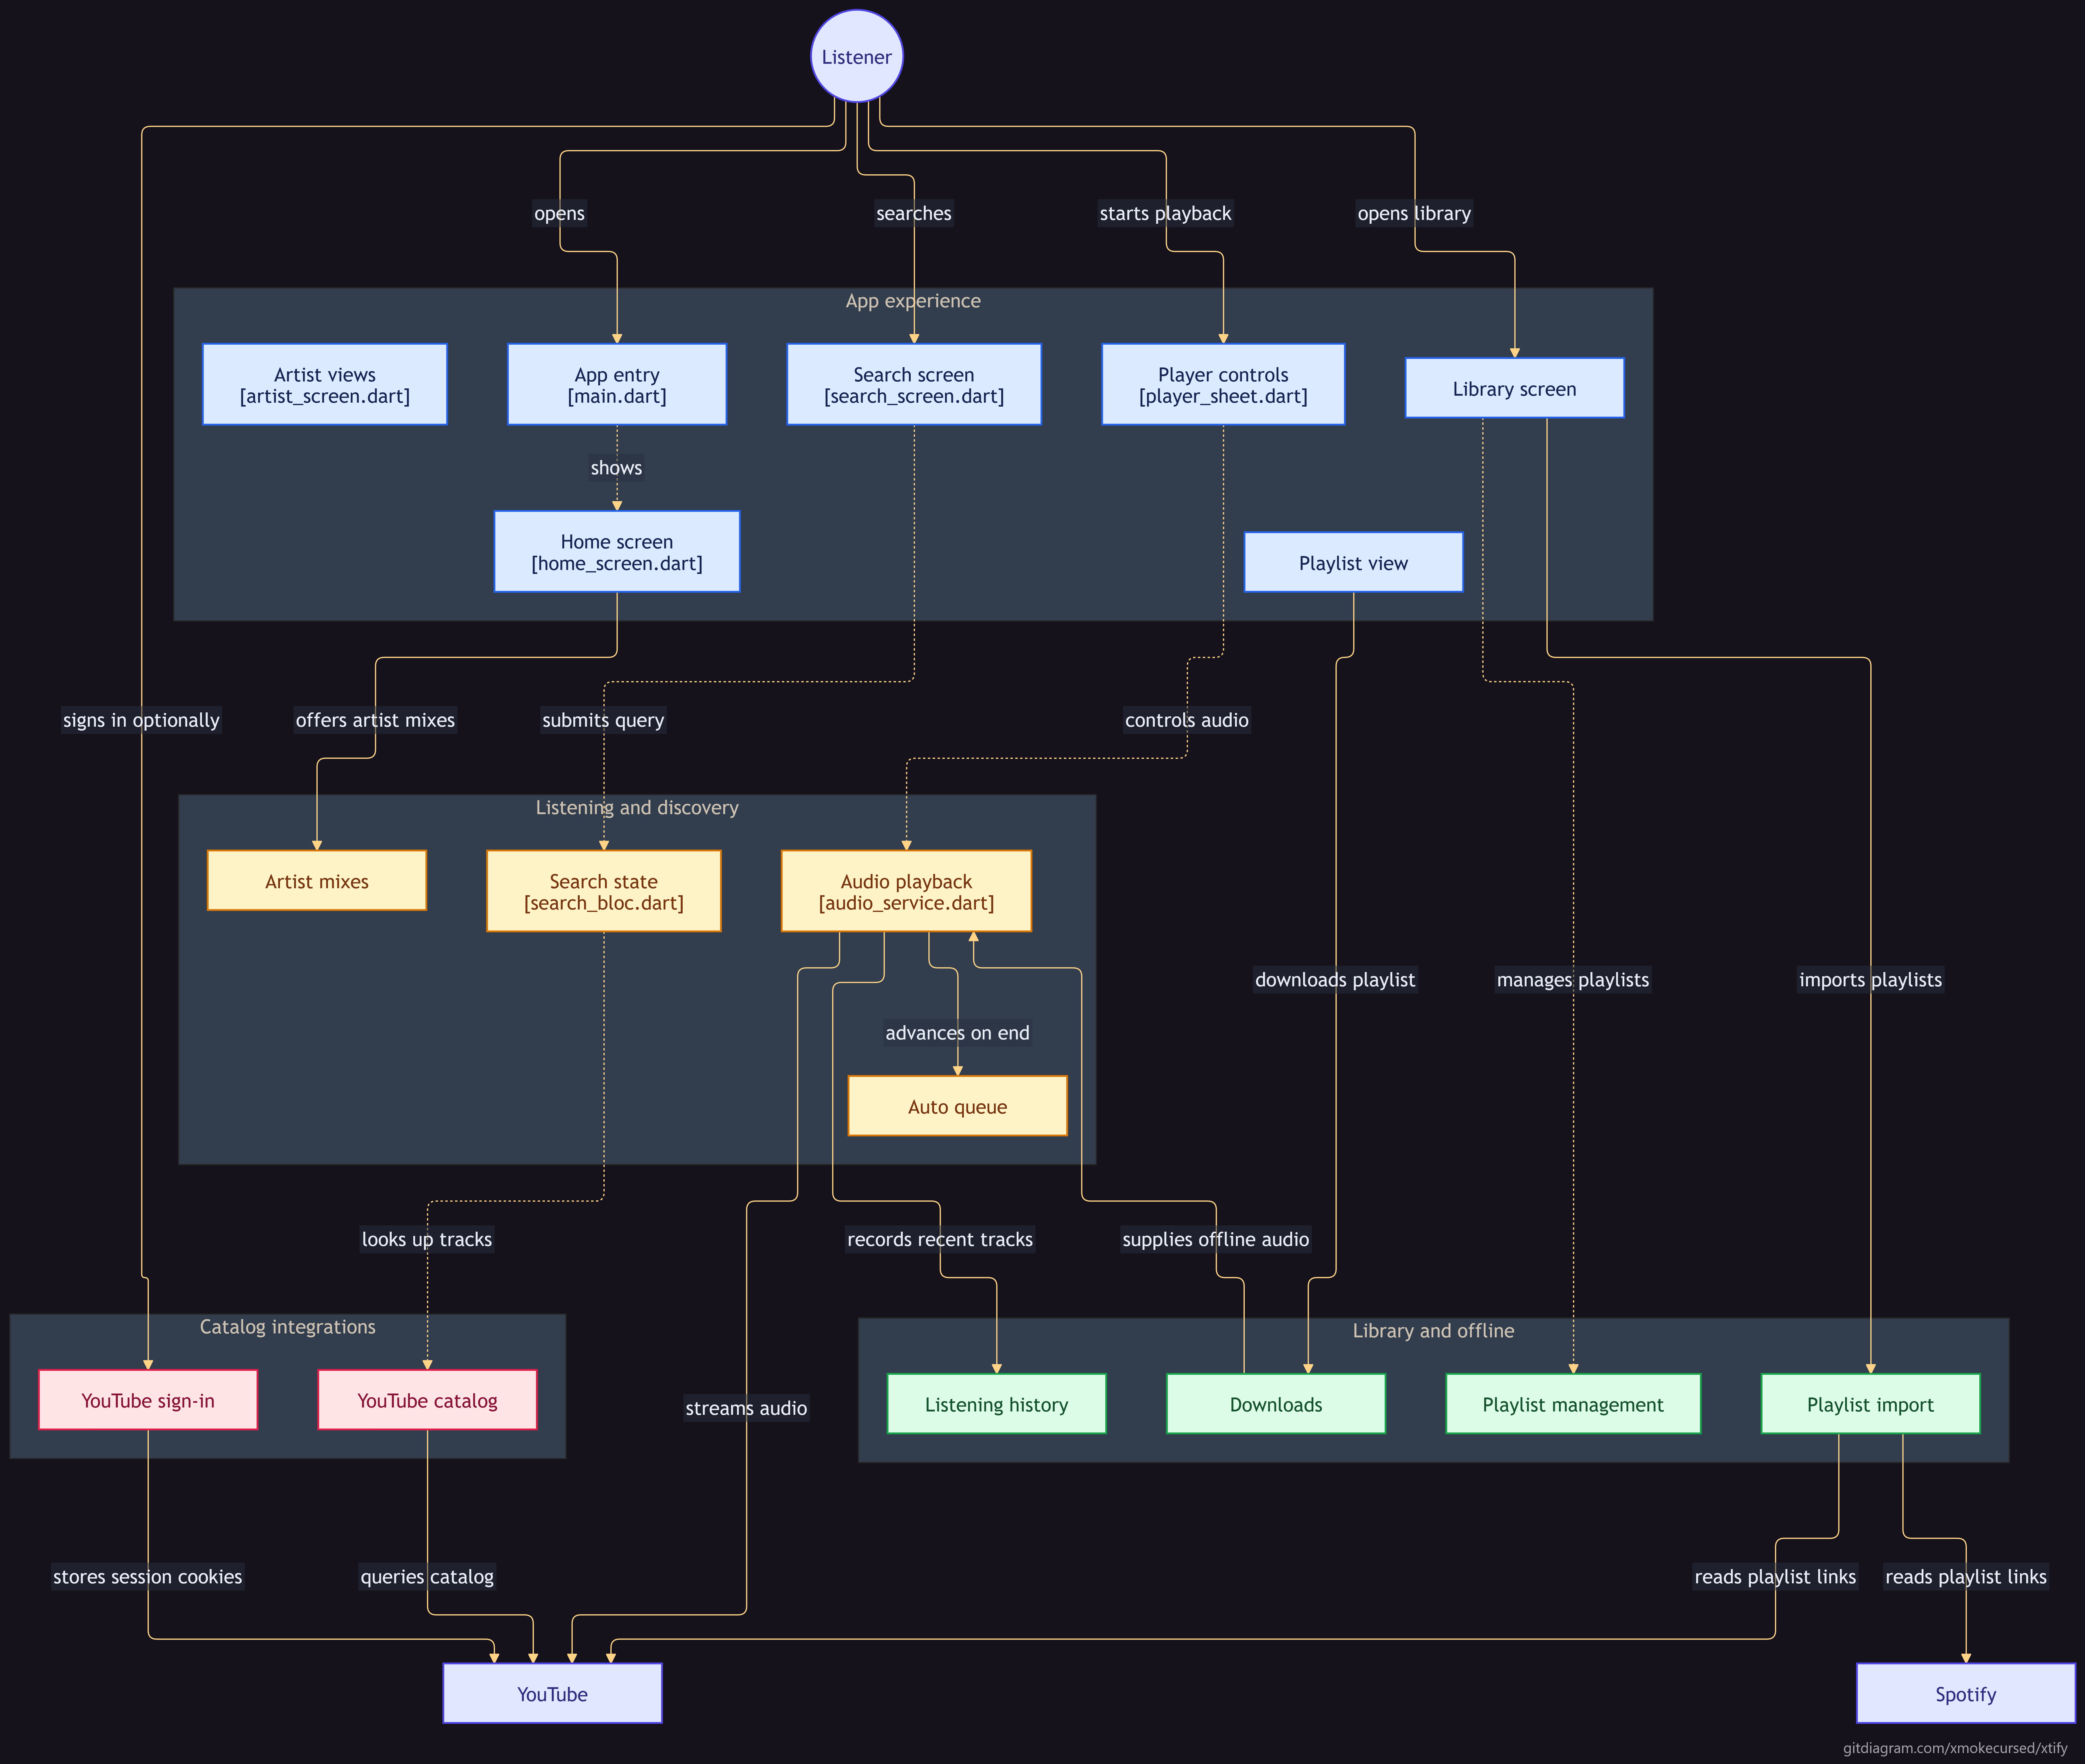 Listener
opens
searches
starts playback
opens library
App experience
Artist views
[artist_screen.dart]
App entry
[main.dart]
Search screen
[search_screen.dart]
Player controls
[player_sheet.dart]
Library screen
shows
Home screen
[home_screen.dart]
Playlist view
signs in optionally
offers artist mixes
submits query
controls audio
Listening and discovery
Artist mixes
Search state
[search_bloc.dart]
Audio playback
[audio_service.dart]
downloads playlist
manages playlists
imports playlists
advances on end
Auto queue
looks up tracks
records recent tracks
supplies offline audio
Catalog integrations
Library and offline
YouTube sign-in
YouTube catalog
streams audio
Listening history
Downloads
Playlist management
Playlist import
stores session cookies
queries catalog
reads playlist links
reads playlist links
YouTube
Spotify
gitdiagram.com/xmokecursed/xtify